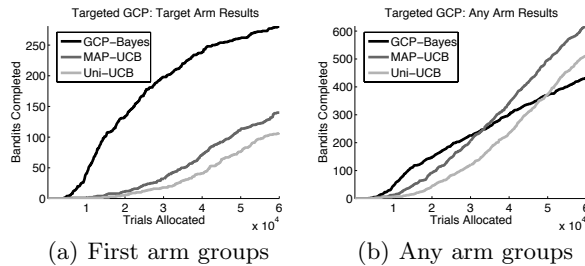 Targeted GCP: Target Arm Results
Bandits Completed
250
200
150
100
50
0
GCP-Bayes
MAP-UCB
Uni-UCB
1 2 3 4 5 6
Trials Allocated
x 10^4
(a) First arm groups
Targeted GCP: Any Arm Results
Bandits Completed
600
500
400
300
200
100
0
GCP-Bayes
MAP-UCB
Uni-UCB
1 2 3 4 5 6
Trials Allocated
x 10^4
(b) Any arm groups